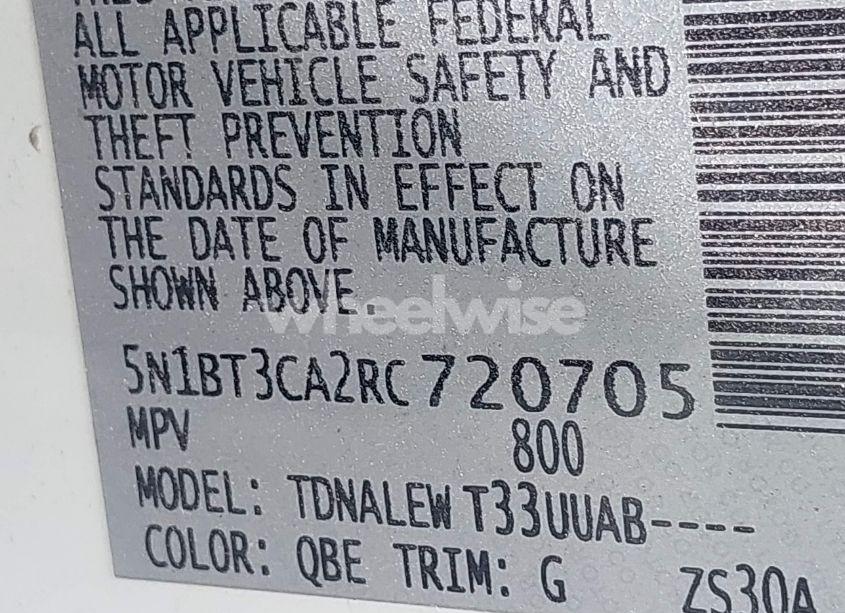 ALL APPLICABLE FEDERAL
MOTOR VEHICLE SAFETY AND
THEFT PREVENTION
STANDARDS IN EFFECT ON
THE DATE OF MANUFACTURE
SHOWN ABOVE.
wheelwise
5N1BT3CA2RC720705
MPV 800
MODEL: TDNALEW T33UUAB----
COLOR: QBE TRIM: G ZS30A